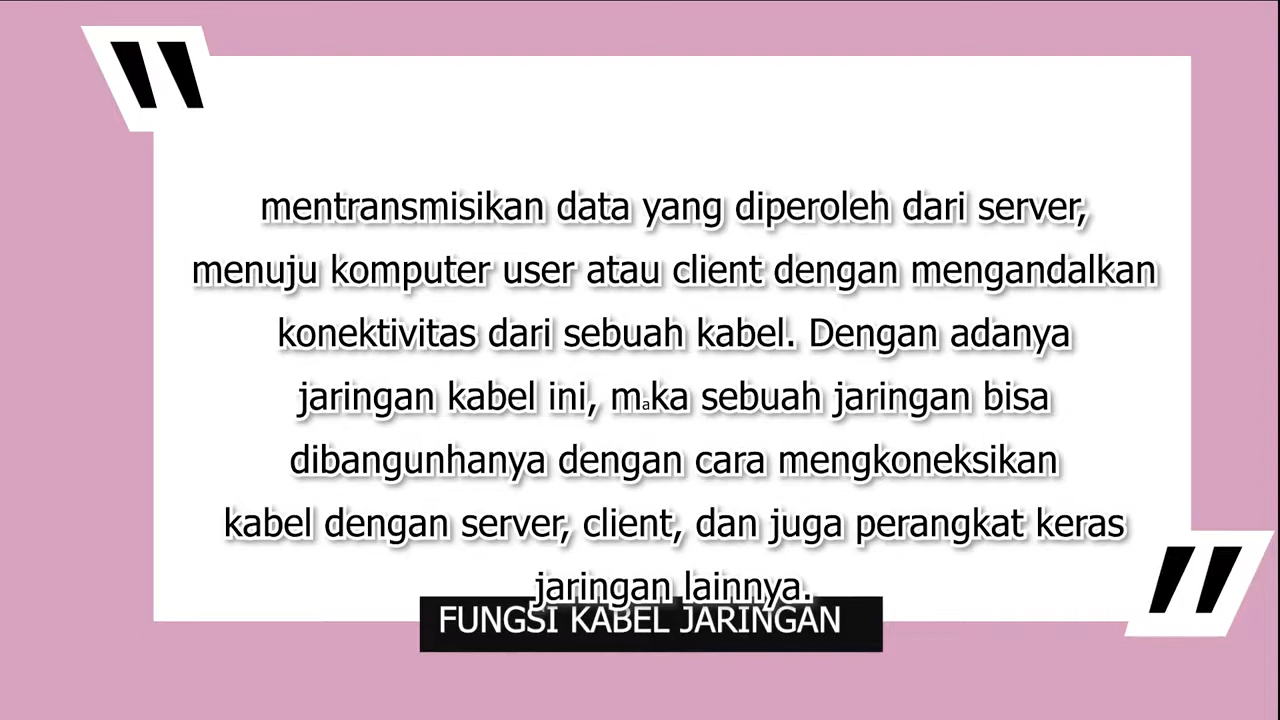 mentransmisikan data yang diperoleh dari server,
menuju komputer user atau client dengan mengandalkan
konektivitas dari sebuah kabel. Dengan adanya
jaringan kabel ini, maka sebuah jaringan bisa
dibangunhanya dengan cara mengkoneksikan
kabel dengan server, client, dan juga perangkat keras
jaringan lainnya.
FUNGSI KABEL JARINGAN